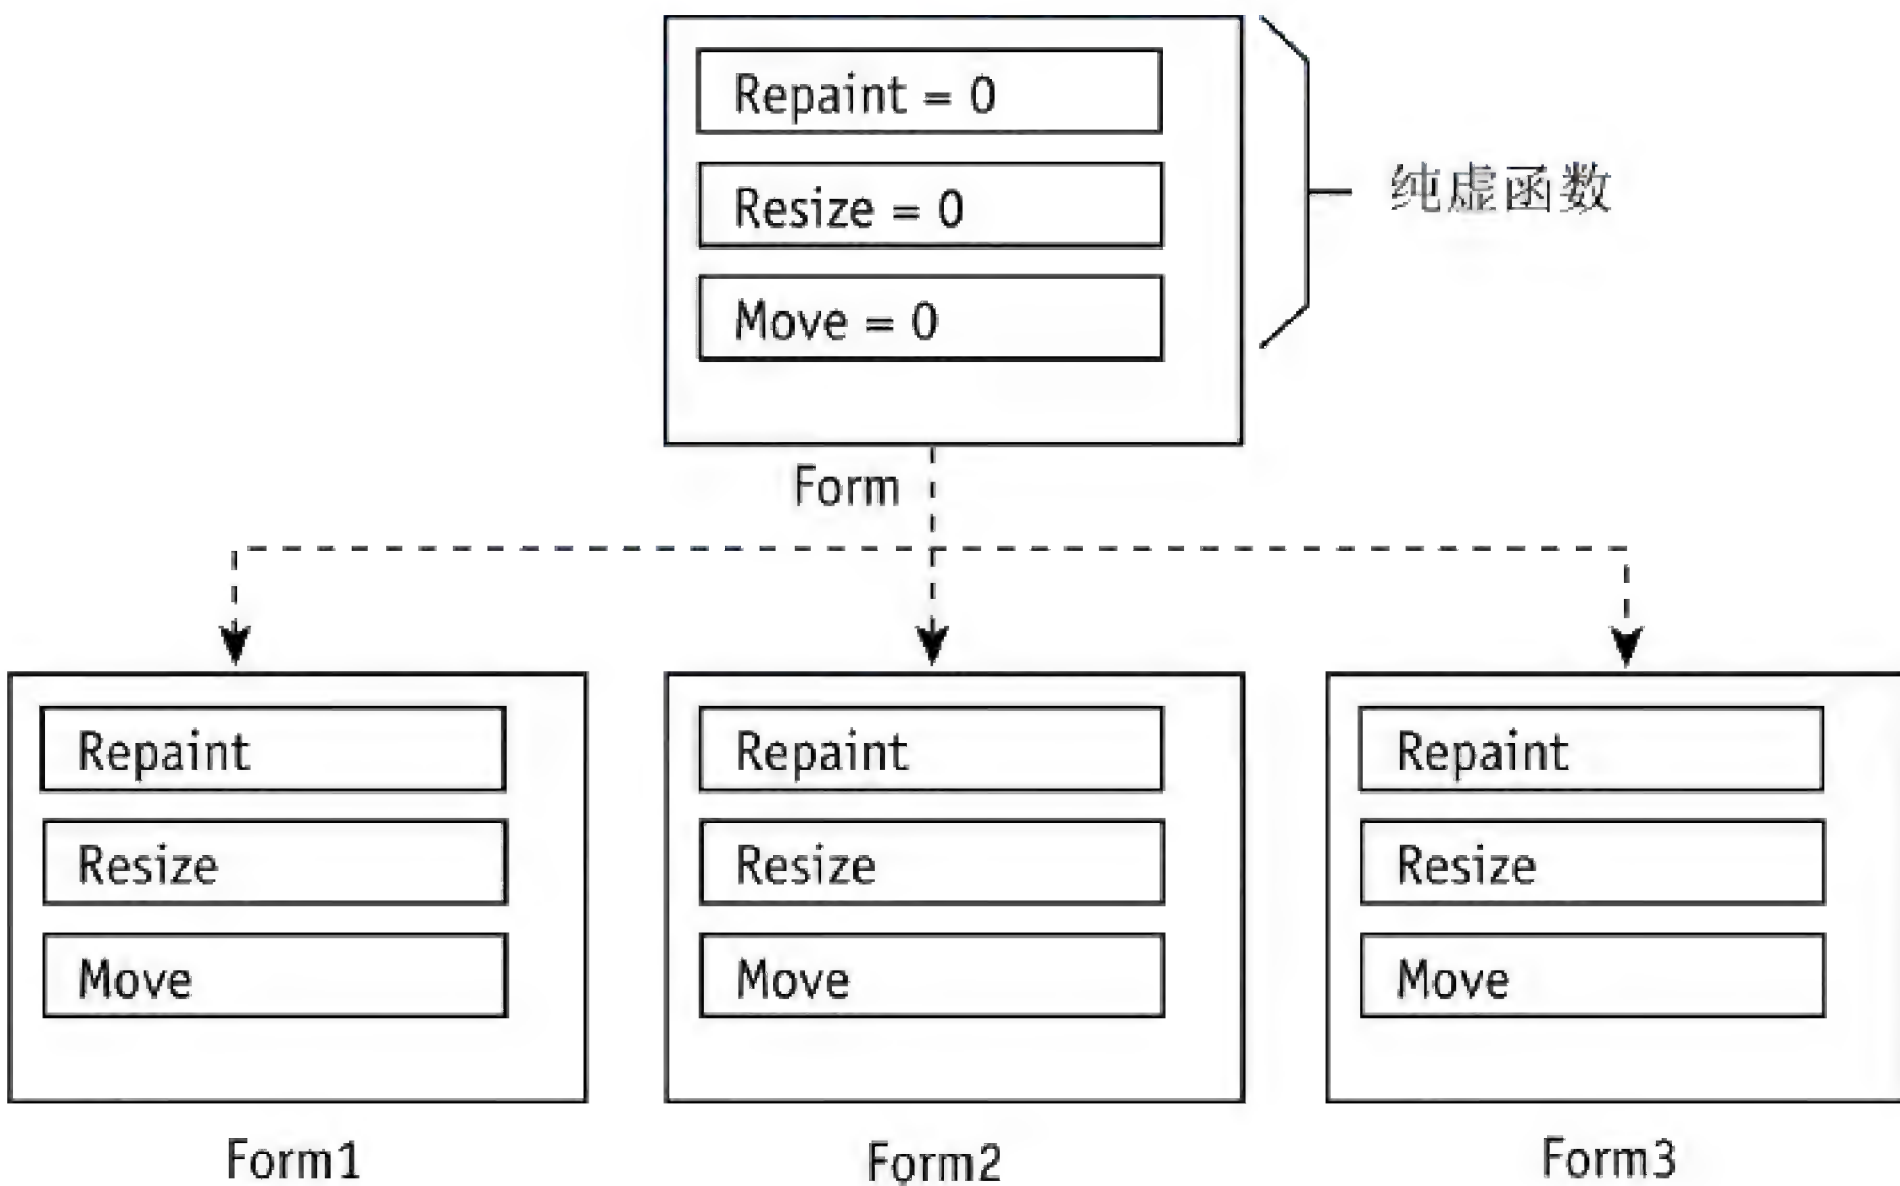 Repaint = 0
Resize = 0
Move = 0
纯虚函数
Form
Repaint
Resize
Move
Form1
Repaint
Resize
Move
Form2
Repaint
Resize
Move
Form3